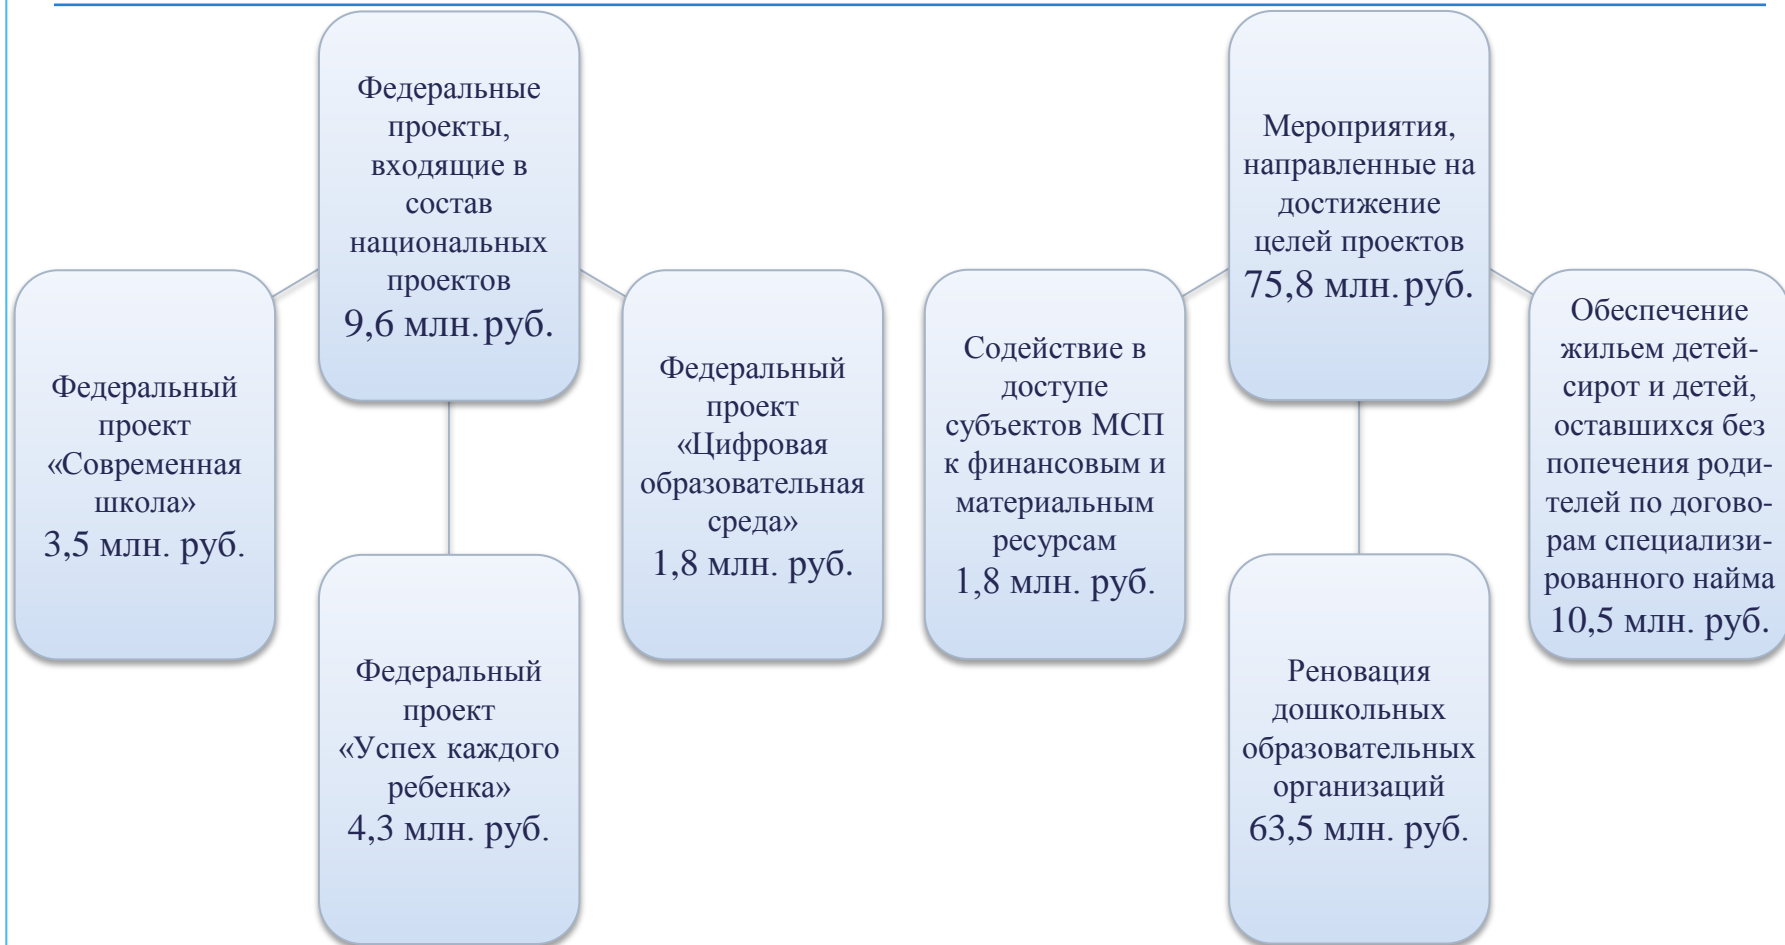 Федеральные
проекты,
входящие в
состав
национальных
проектов
9,6 млн. руб.
Федеральный
проект
«Современная
школа»
3,5 млн. руб.
Федеральный
проект
«Успех каждого
ребенка»
4,3 млн. руб.
Федеральный
проект
«Цифровая
образовательная
среда»
1,8 млн. руб.
Мероприятия,
направленные на
достижение
целей проектов
75,8 млн. руб.
Содействие в
доступе
субъектов МСП
к финансовым и
материальным
ресурсам
1,8 млн. руб.
Реновация
дошкольных
образовательных
организаций
63,5 млн. руб.
Обеспечение
жильем детей-
сирот и детей,
оставшихся без
попечения роди-
телей по догово-
рам специализи-
рованного найма
10,5 млн. руб.